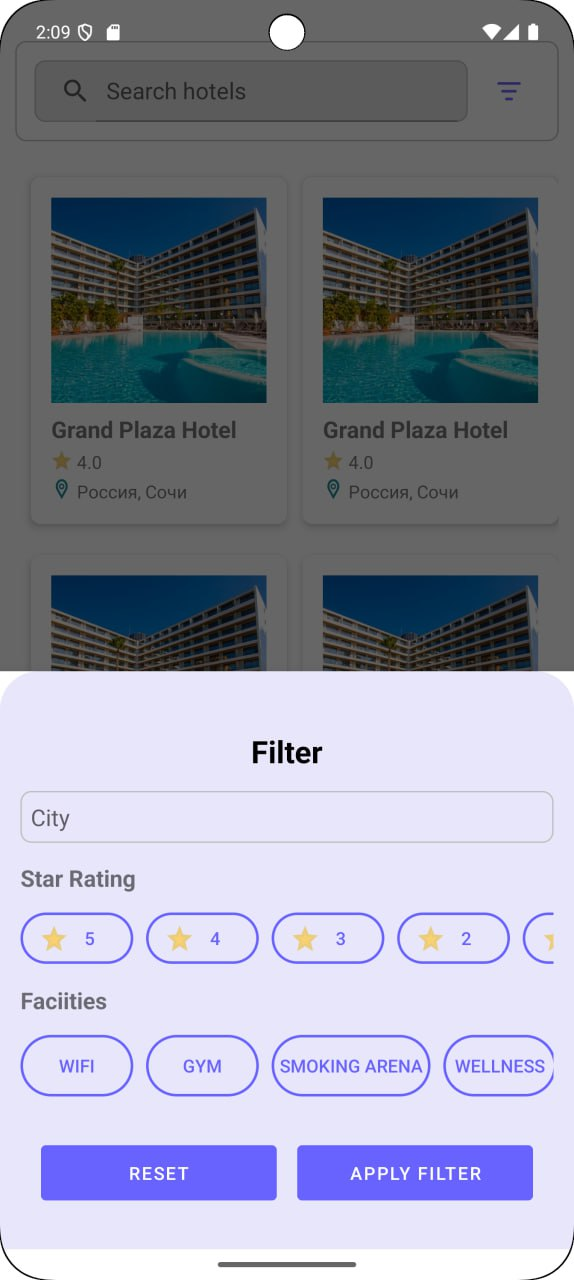 2:09
Search hotels
Grand Plaza Hotel
4.0
Россия, Сочи
Grand Plaza Hotel
4.0
Россия, Сочи
Filter
City
Star Rating
5 4 3 2
Faciities
WIFI GYM SMOKING ARENA WELLNESS
RESET APPLY FILTER